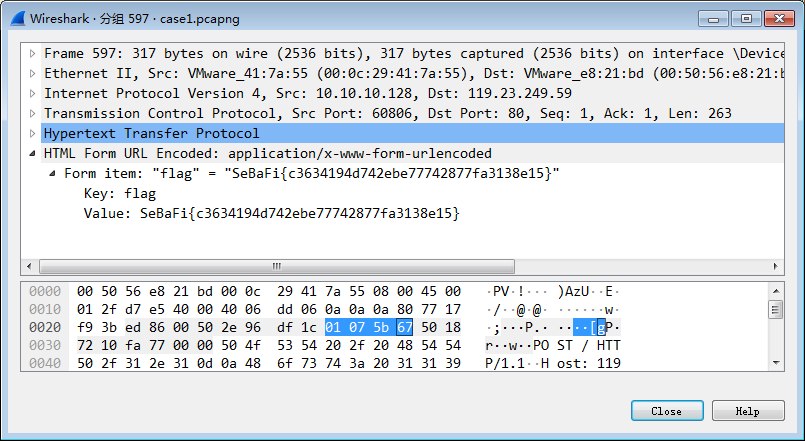 Wireshark · 分组 597 · case1.pcapng
Frame 597: 317 bytes on wire (2536 bits), 317 bytes captured (2536 bits) on interface \Device
Ethernet II, Src: VMware_41:7a:55 (00:0c:29:41:7a:55), Dst: VMware_e8:21:bd (00:50:56:e8:21:b
Internet Protocol Version 4, Src: 10.10.10.128, Dst: 119.23.249.59
Transmission Control Protocol, Src Port: 60806, Dst Port: 80, Seq: 1, Ack: 1, Len: 263
Hypertext Transfer Protocol
HTML Form URL Encoded: application/x-www-form-urlencoded
Form item: "flag" = "SeBaFi{c3634194d742ebe77742877fa3138e15}"
Key: flag
Value: SeBaFi{c3634194d742ebe77742877fa3138e15}
0000 00 50 56 e8 21 bd 00 0c 29 41 7a 55 08 00 45 00 ·PV·!··· )AzU··E·
0010 01 2f d7 e5 40 00 40 06 dd 06 0a 0a 0a 80 77 17 ·/··@·@· ······w·
0020 f9 3b ed 86 00 50 2e 96 df 1c 01 07 5b 67 50 18 ·;···P.· ····[gP·
0030 72 10 fa 77 00 00 50 4f 53 54 20 2f 20 48 54 54 r··w··PO ST / HTT
0040 50 2f 31 2e 31 0d 0a 48 6f 73 74 3a 20 31 31 39 P/1.1··H ost: 119
Close Help